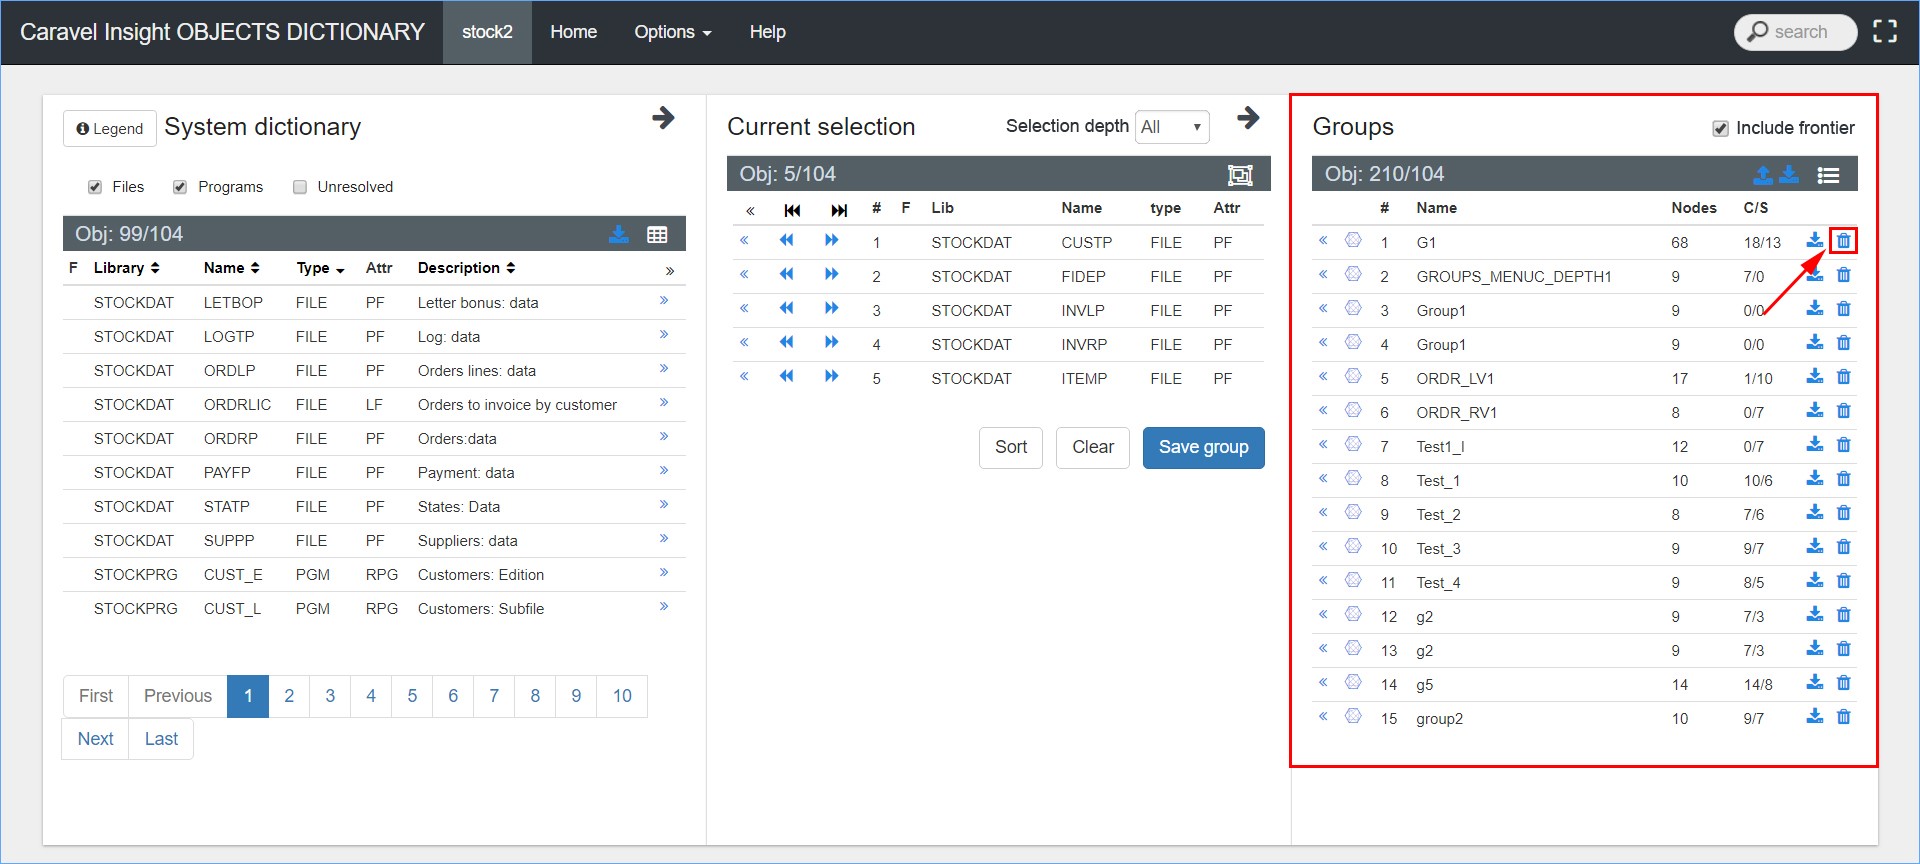 Caravel Insight OBJECTS DICTIONARY stock2 Home Options Help search
Legend System dictionary
Files Programs Unresolved
Obj: 99/104
F Library Name Type Attr Description »
STOCKDAT LETBOP FILE PF Letter bonus: data »
STOCKDAT LOGTP FILE PF Log: data »
STOCKDAT ORDLP FILE PF Orders lines: data »
STOCKDAT ORDRLIC FILE LF Orders to invoice by customer »
STOCKDAT ORDRP FILE PF Orders:data »
STOCKDAT PAYFP FILE PF Payment: data »
STOCKDAT STATP FILE PF States: Data »
STOCKDAT SUPPP FILE PF Suppliers: data »
STOCKPRG CUST_E PGM RPG Customers: Edition »
STOCKPRG CUST_L PGM RPG Customers: Subfile »
First Previous 1 2 3 4 5 6 7 8 9 10
Next Last
Current selection Selection depth All
Obj: 5/104
« # F Lib Name type Attr
« 1 STOCKDAT CUSTP FILE PF
« 2 STOCKDAT FIDEP FILE PF
« 3 STOCKDAT INVLP FILE PF
« 4 STOCKDAT INVRP FILE PF
« 5 STOCKDAT ITEMP FILE PF
Sort Clear Save group
Groups Include frontier
Obj: 210/104
# Name Nodes C/S
« 1 G1 68 18/13
« 2 GROUPS_MENUC_DEPTH1 9 7/0
« 3 Group1 9 0/0
« 4 Group1 9 0/0
« 5 ORDR_LV1 17 1/10
« 6 ORDR_RV1 8 0/7
« 7 Test1_I 12 0/7
« 8 Test_1 10 10/6
« 9 Test_2 8 7/6
« 10 Test_3 9 9/7
« 11 Test_4 9 8/5
« 12 g2 9 7/3
« 13 g2 9 7/3
« 14 g5 14 14/8
« 15 group2 10 9/7